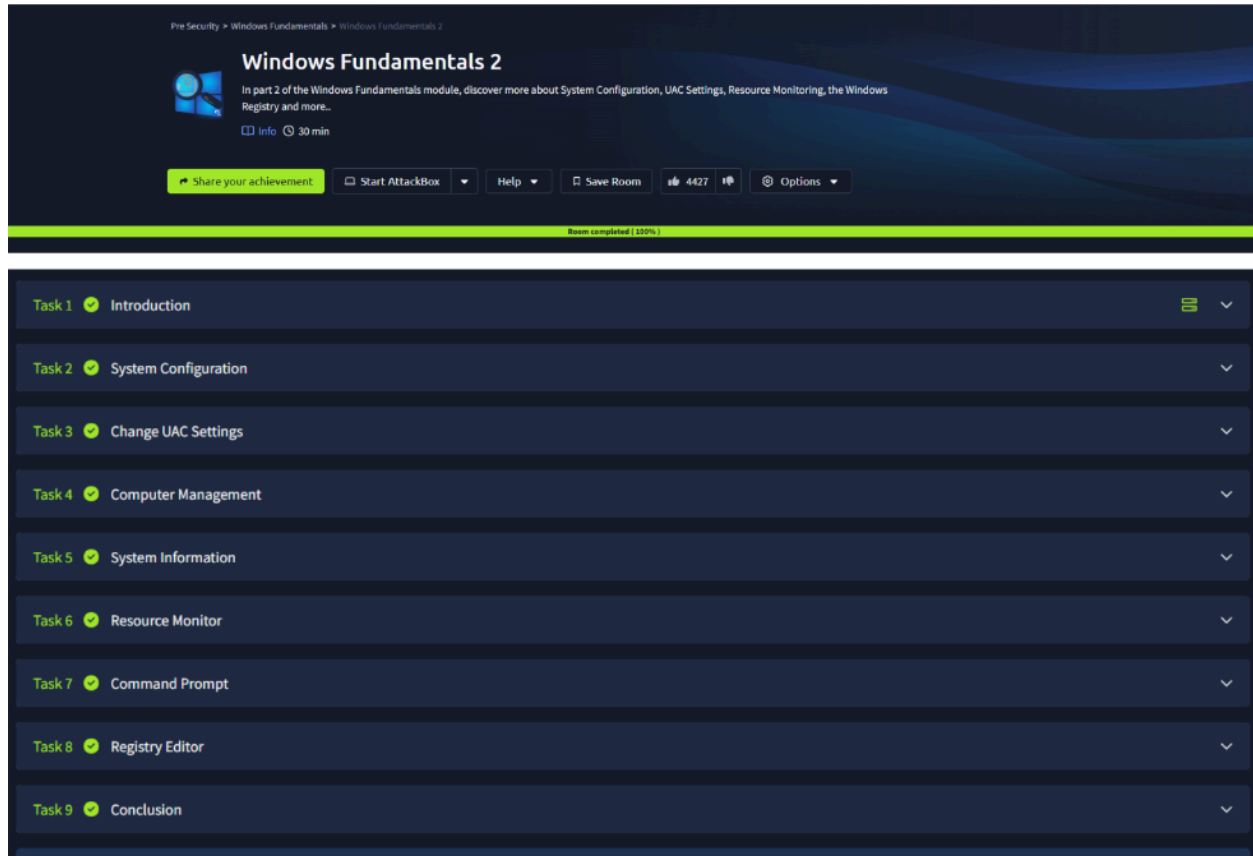 Pre Security > Windows Fundamentals > Windows Fundamentals 2
Windows Fundamentals 2
In part 2 of the Windows Fundamentals module, discover more about System Configuration, UAC Settings, Resource Monitoring, the Windows
Registry and more..
Info 30 min
Share your achievement Start AttackBox Help Save Room 4427 Options
Room completed ( 100% )
Task 1 Introduction
Task 2 System Configuration
Task 3 Change UAC Settings
Task 4 Computer Management
Task 5 System Information
Task 6 Resource Monitor
Task 7 Command Prompt
Task 8 Registry Editor
Task 9 Conclusion